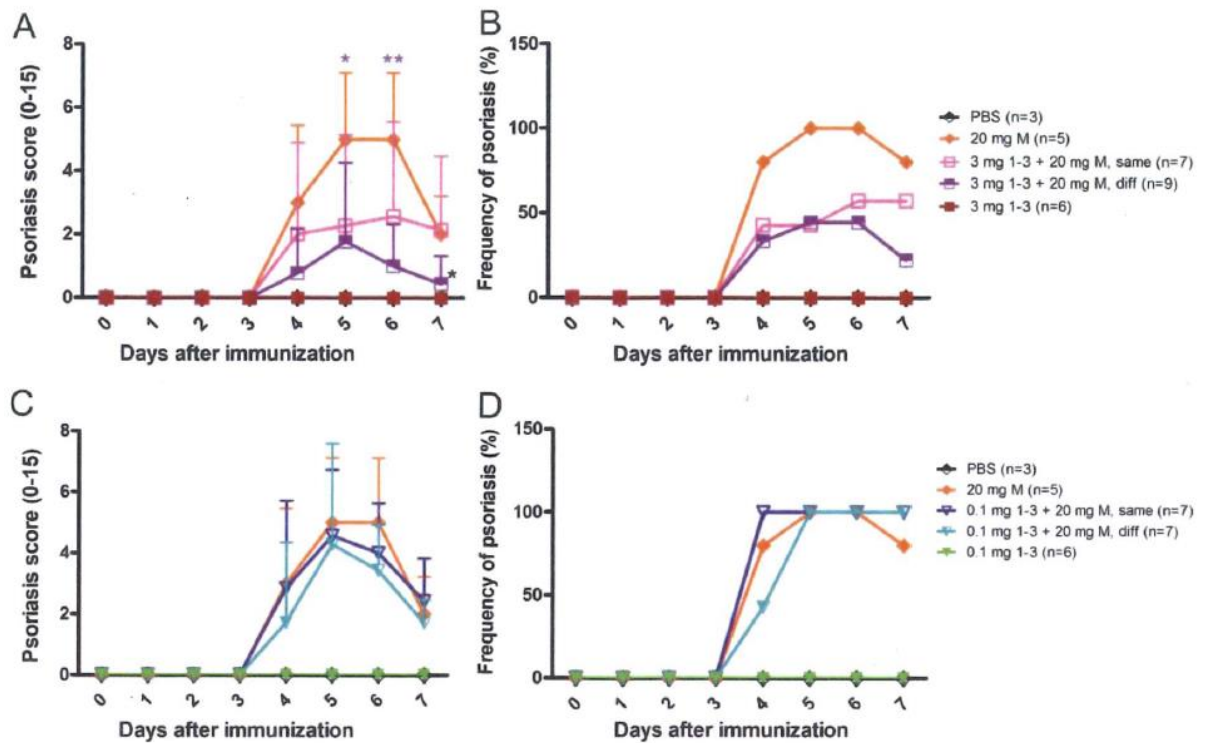 A
Psoriasis score (0-15)
8
6
4
2
0
* **
*
0 1 2 3 4 5 6 7
Days after immunization
B
Frequency of psoriasis (%)
150
100
50
0
0 1 2 3 4 5 6 7
Days after immunization
PBS (n=3)
20 mg M (n=5)
3 mg 1-3 + 20 mg M, same (n=7)
3 mg 1-3 + 20 mg M, diff (n=9)
3 mg 1-3 (n=6)
C
Psoriasis score (0-15)
8
6
4
2
0
0 1 2 3 4 5 6 7
Days after immunization
D
Frequency of psoriasis (%)
150
100
50
0
0 1 2 3 4 5 6 7
Days after immunization
PBS (n=3)
20 mg M (n=5)
0.1 mg 1-3 + 20 mg M, same (n=7)
0.1 mg 1-3 + 20 mg M, diff (n=7)
0.1 mg 1-3 (n=6)